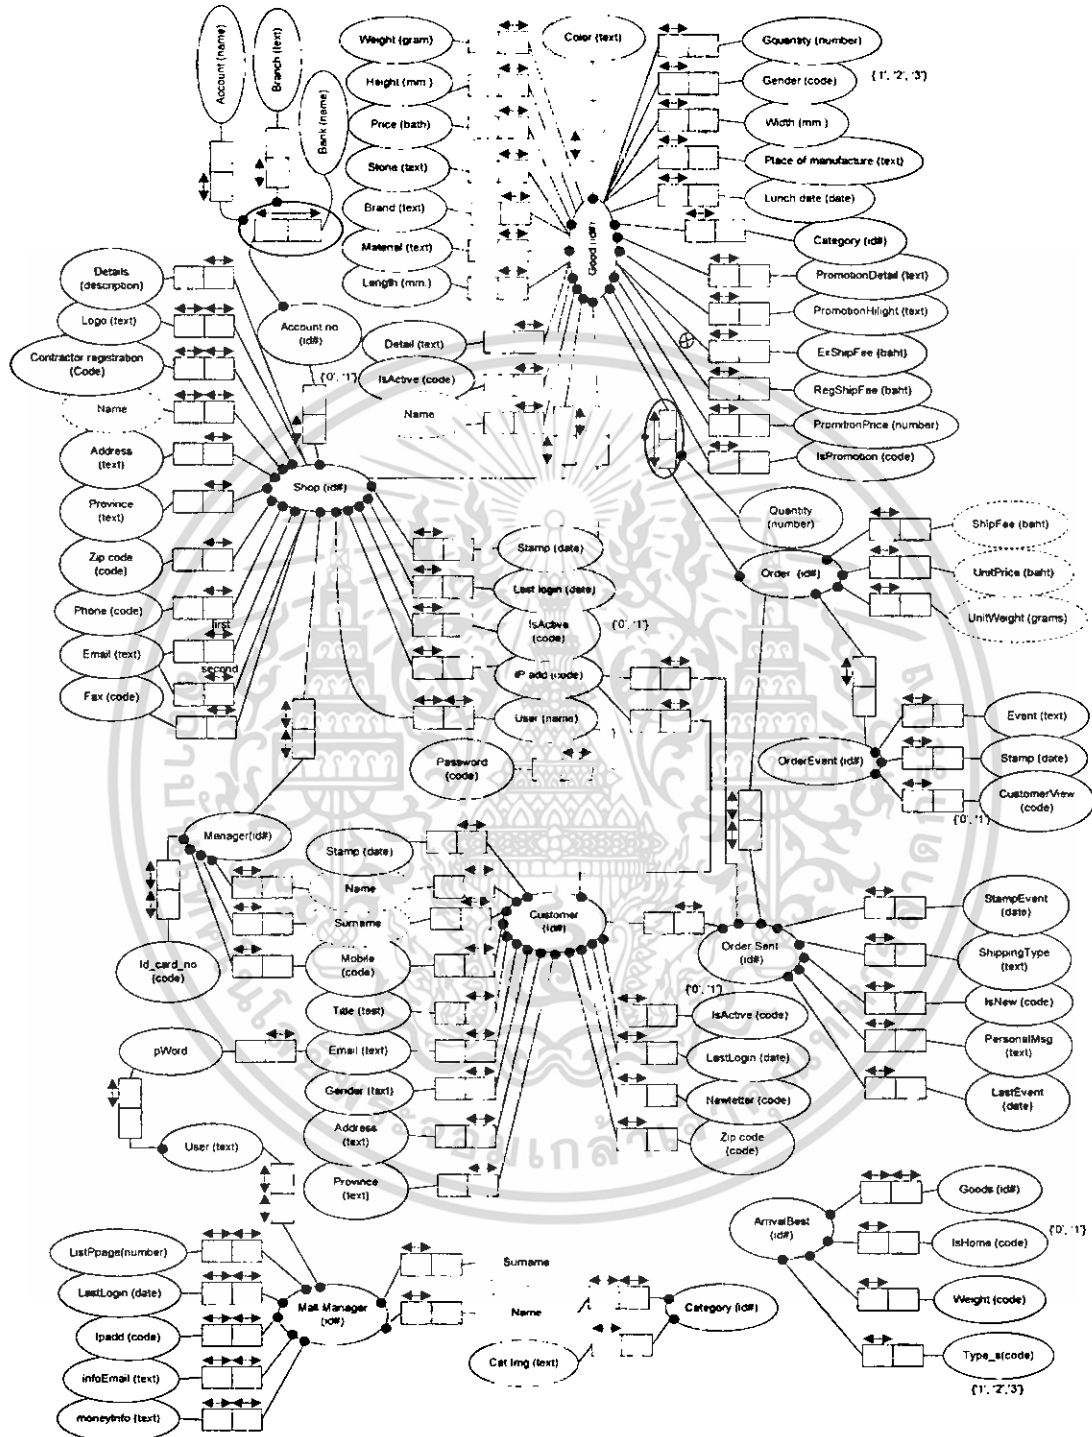 Account (name)
Branch (text)
Bank (name)
Weight (gram)
Height (mm.)
Price (bath)
Stone (text)
Brand (text)
Material (text)
Length (mm.)
Color (text)
Gquantity (number)
Gender (code)
{'1', '2', '3'}
Width (mm.)
Place of manufacture (text)
Lunch date (date)
Category (id#)
Good (id#)
PromotionDetail (text)
PromotionHilight (text)
ExShipFee (baht)
RegShipFee (baht)
PromitronPrice (number)
IsPromotion (code)
Details
(description)
Logo (text)
Contractor registration
(Code)
Name
Address
(text)
Province
(text)
Zip code
(code)
Phone (code)
first
Email (text)
second
Fax (code)
Account no
(id#)
Detail (text)
IsActive (code)
{'0', '1'}
Name
Shop (id#)
Stamp (date)
Last login (date)
IsActive
(code)
{'0', '1'}
IP add (code)
User (name)
Password
(code)
Quantity
(number)
Order (id#)
ShipFee (baht)
UnitPrice (baht)
UnitWeight (grams)
OrderEvent (id#)
Event (text)
Stamp (date)
CustomerView
(code)
{'0', '1'}
Manager(id#)
Id_card_no
(code)
Stamp (date)
Name
Surname
Mobile
(code)
Title (test)
Email (text)
Gender (text)
Address
(text)
Province
(text)
Customer
(id#)
{'0', '1'}
IsActive (code)
LastLogin (date)
Newletter (code)
Zip code
(code)
Order Sent
(id#)
StampEvent
(date)
ShippingType
(text)
IsNew (code)
PersonalMsg
(text)
LastEvent
(date)
pWord
User (text)
ListPpage(number)
LastLogin (date)
Ipadd (code)
infoEmail (text)
moneyInfo (text)
Mall Manager
(id#)
Surname
Name
Cat Img (text)
Category (id#)
ArrivalBest
(id#)
Goods (id#)
IsHome (code)
{'0', '1'}
Weight (code)
Type_s(code)
{'1', '2','3'}